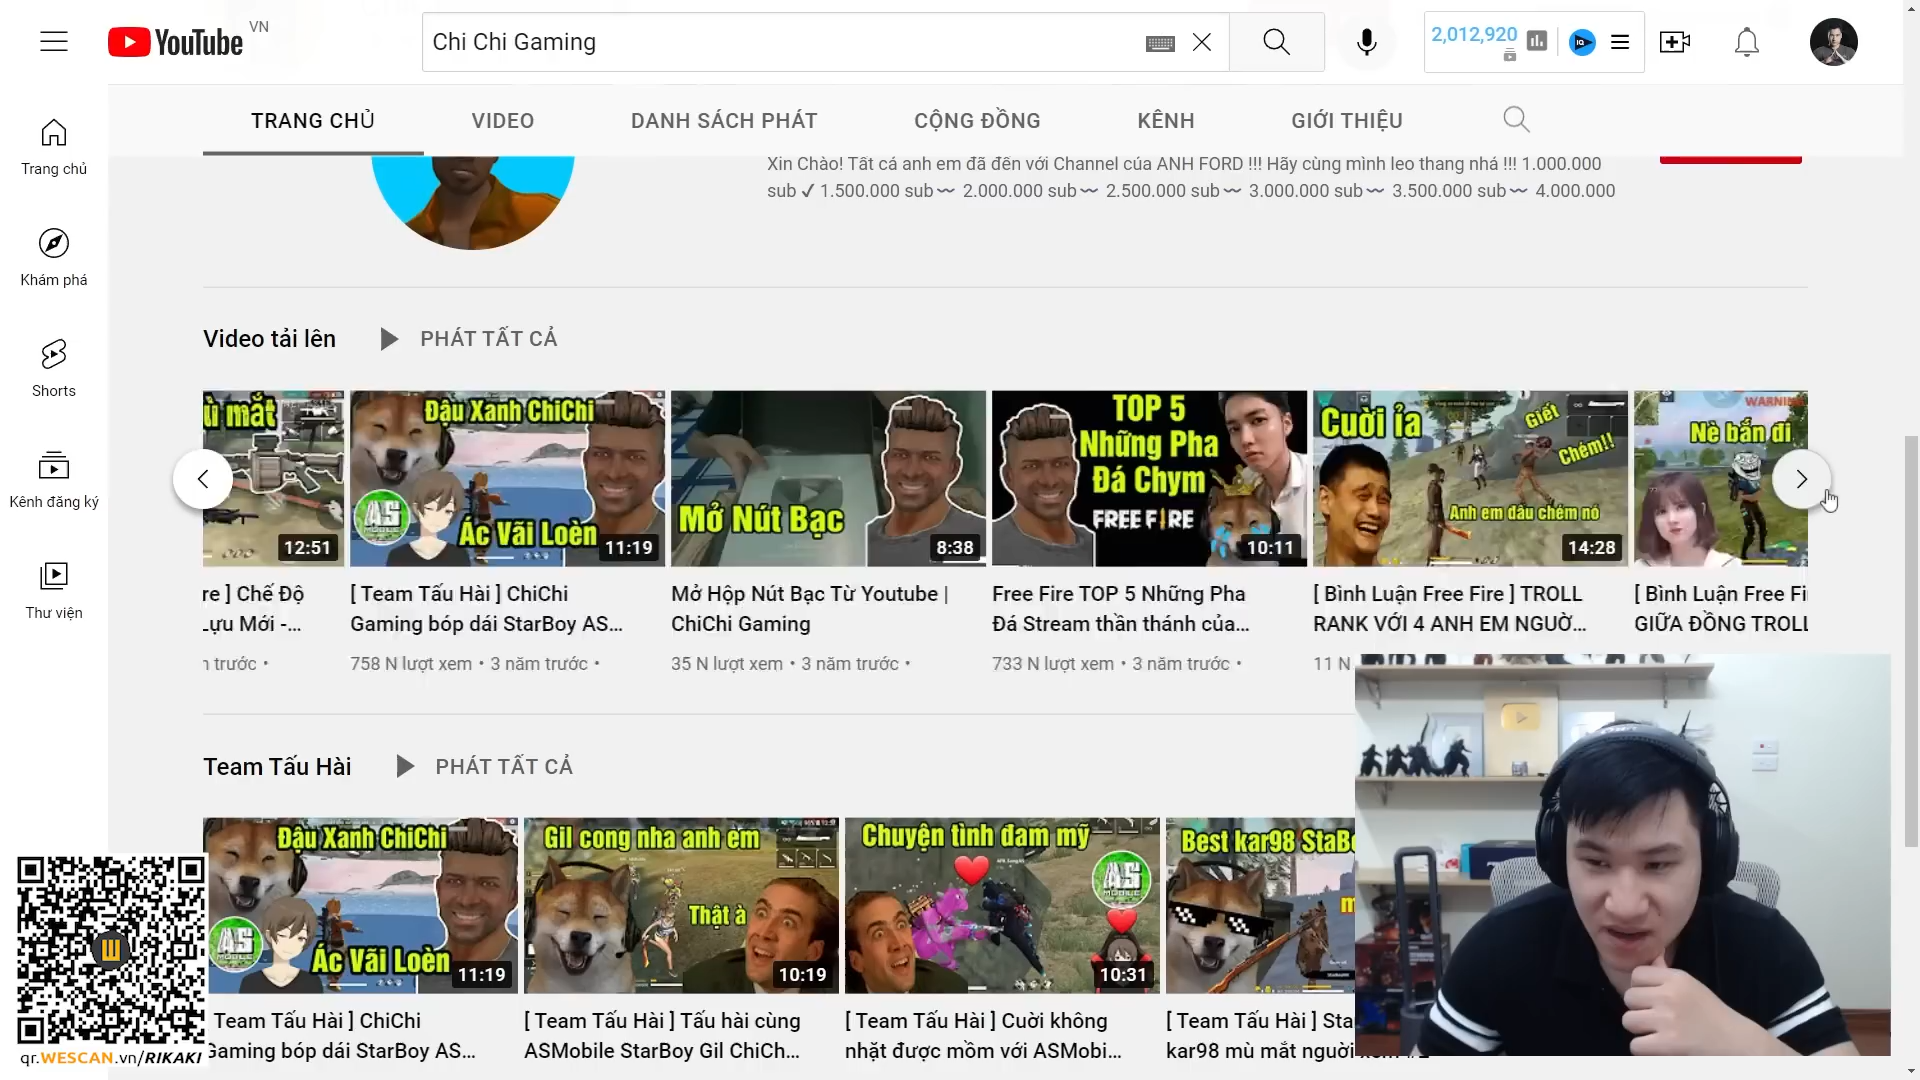 YouTube VN
Chi Chi Gaming
2,012,920
TRANG CHỦ
VIDEO
DANH SÁCH PHÁT
CỘNG ĐỒNG
KÊNH
GIỚI THIỆU
Trang chủ
Khám phá
Shorts
Kênh đăng ký
Thư viện
Xin Chào! Tất cả anh em đã đến với Channel của ANH FORD !!! Hãy cùng mình leo thang nhá !!! 1.000.000
sub ✓ 1.500.000 sub〰 2.000.000 sub〰 2.500.000 sub〰 3.000.000 sub〰 3.500.000 sub〰 4.000.000
Video tải lên
PHÁT TẤT CẢ
ù mắt
12:51
Đậu Xanh ChiChi
AS
MOBILE
Ác Vãi Loèn
11:19
Mở Nút Bạc
8:38
TOP 5
Những Pha
Đá Chym
FREE FIRE
10:11
Cuời ỉa
Giết
Chém!!
Anh em đâu chém nó
14:28
WARNIN
Nè bắn đi
re ] Chế Độ
Lựu Mới -...
n trước •
[ Team Tấu Hài ] ChiChi
Gaming bóp dái StarBoy AS...
758 N lượt xem • 3 năm trước •
Mở Hộp Nút Bạc Từ Youtube |
ChiChi Gaming
35 N lượt xem • 3 năm trước •
Free Fire TOP 5 Những Pha
Đá Stream thần thánh của...
733 N lượt xem • 3 năm trước •
[ Bình Luận Free Fire ] TROLL
RANK VỚI 4 ANH EM NGUỜ...
11 N
[ Bình Luận Free Fi
GIỮA ĐỒNG TROLL
Team Tấu Hài
PHÁT TẤT CẢ
Đậu Xanh ChiChi
AS
MOBILE
Ác Vãi Loèn
11:19
Gil cong nha anh em
Thật à
10:19
Chuyện tình đam mỹ
AS
MOBILE
10:31
Best kar98 StaBo
m
Team Tấu Hài ] ChiChi
Gaming bóp dái StarBoy AS...
[ Team Tấu Hài ] Tấu hài cùng
ASMobile StarBoy Gil ChiCh...
[ Team Tấu Hài ] Cuời không
nhặt được mồm với ASMobi...
[ Team Tấu Hài ] Sta
kar98 mù mắt nguời
qr.WESCAN.vn/RIKAKI